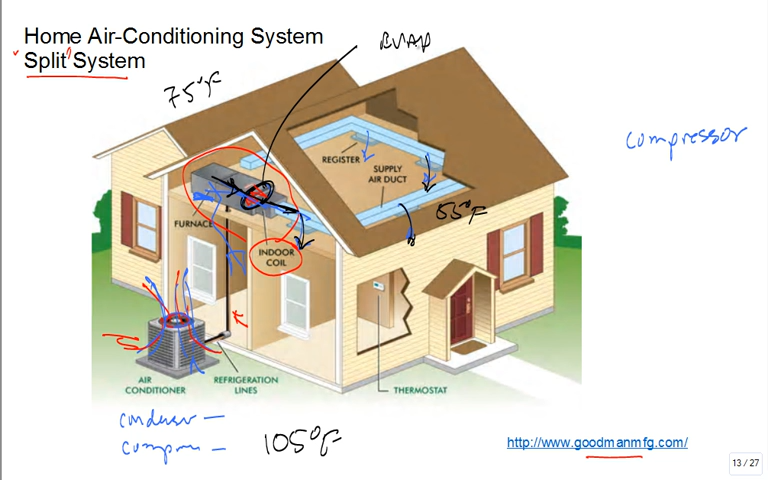 Home Air-Conditioning System
Split System
EVAP
75°F
compressor
REGISTER
SUPPLY
AIR DUCT
55°F
FURNACE
INDOOR
COIL
AIR
CONDITIONER
REFRIGERATION
LINES
THERMOSTAT
105°F
http://www.goodmanmfg.com/
13 / 27